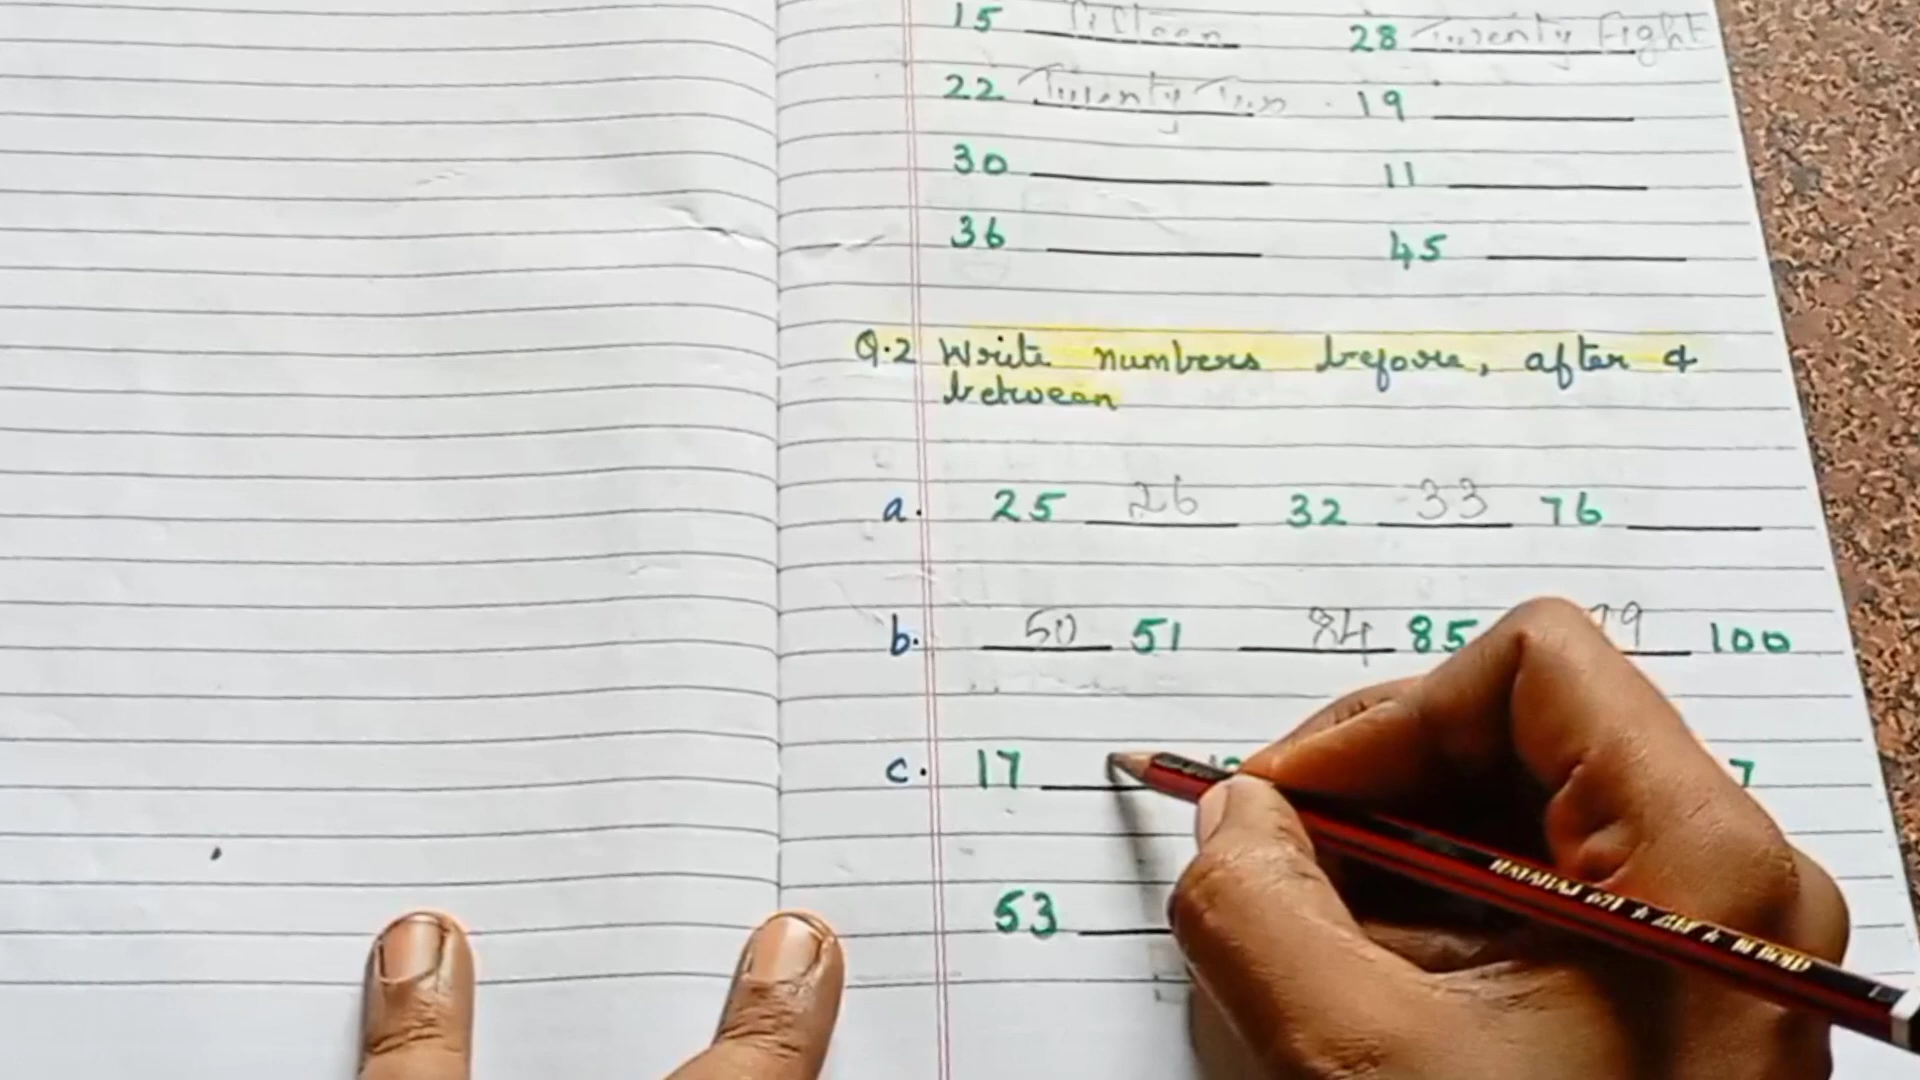 15 fifteen 28 Twenty Eight
22 Twenty Two 19
30 11
36 45
Q.2 Write numbers before, after &
between
a. 25 26 32 33 76
b. 50 51 84 85 100
c. 17 7
53